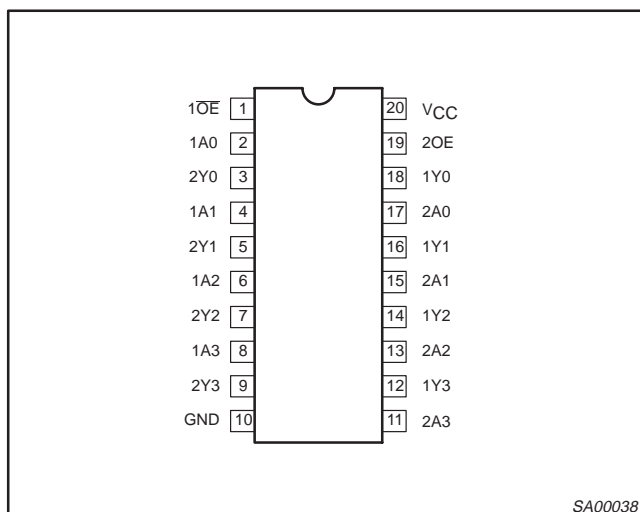 1O̅E̅ 1 20 VCC
1A0 2 19 2OE
2Y0 3 18 1Y0
1A1 4 17 2A0
2Y1 5 16 1Y1
1A2 6 15 2A1
2Y2 7 14 1Y2
1A3 8 13 2A2
2Y3 9 12 1Y3
GND 10 11 2A3
SA00038